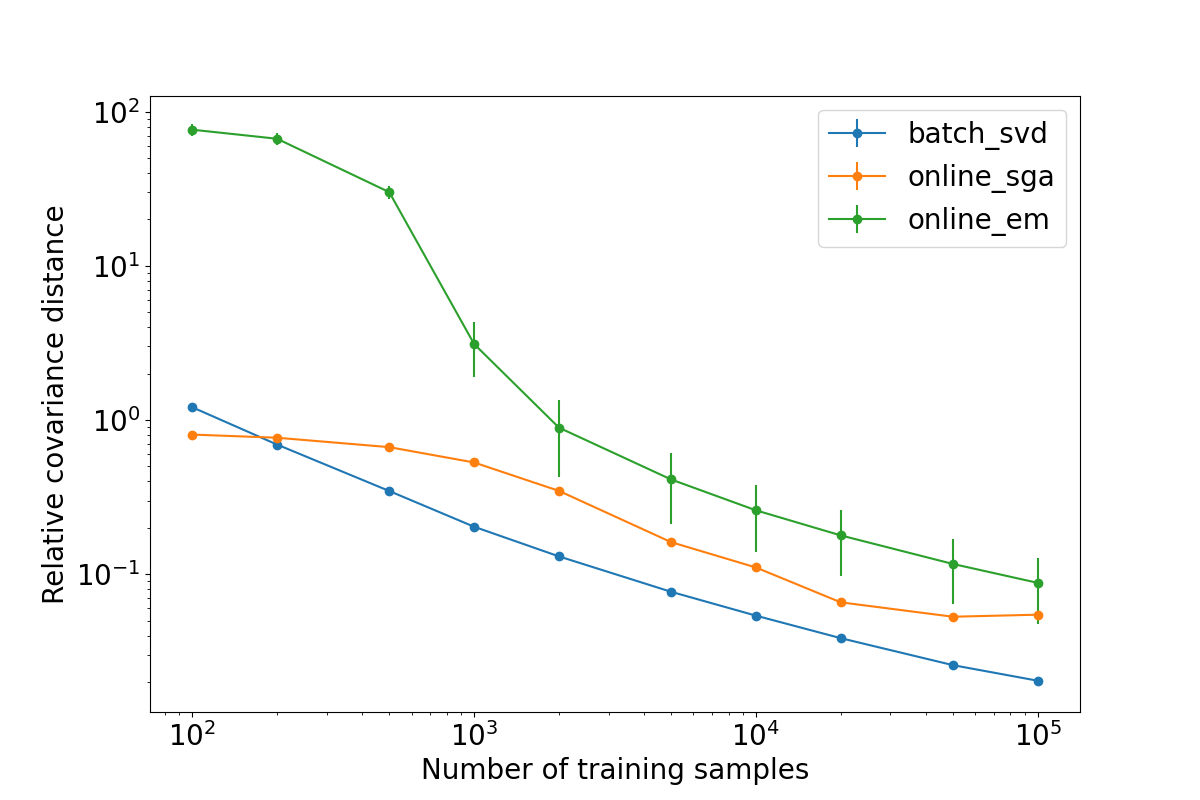 Relative covariance distance
10²
10¹
10⁰
10⁻¹
batch_svd
online_sga
online_em
10² 10³ 10⁴ 10⁵
Number of training samples